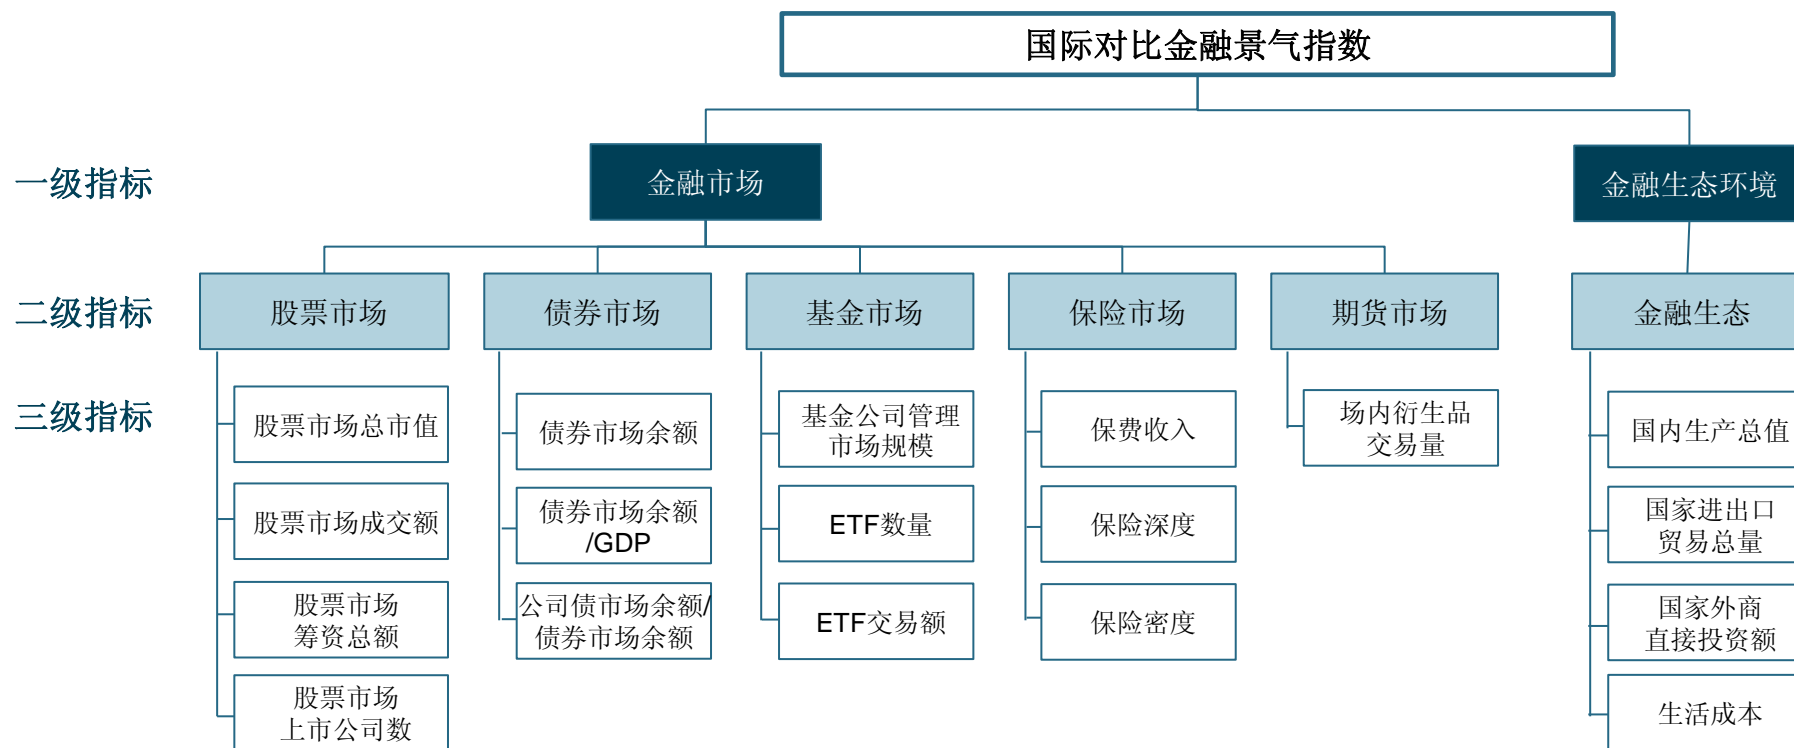 国际对比金融景气指数
一级指标
金融市场
金融生态环境
二级指标
股票市场
债券市场
基金市场
保险市场
期货市场
金融生态
三级指标
股票市场总市值
股票市场成交额
股票市场
筹资总额
股票市场
上市公司数
债券市场余额
债券市场余额
/GDP
公司债市场余额/
债券市场余额
基金公司管理
市场规模
ETF数量
ETF交易额
保费收入
保险深度
保险密度
场内衍生品
交易量
国内生产总值
国家进出口
贸易总量
国家外商
直接投资额
生活成本